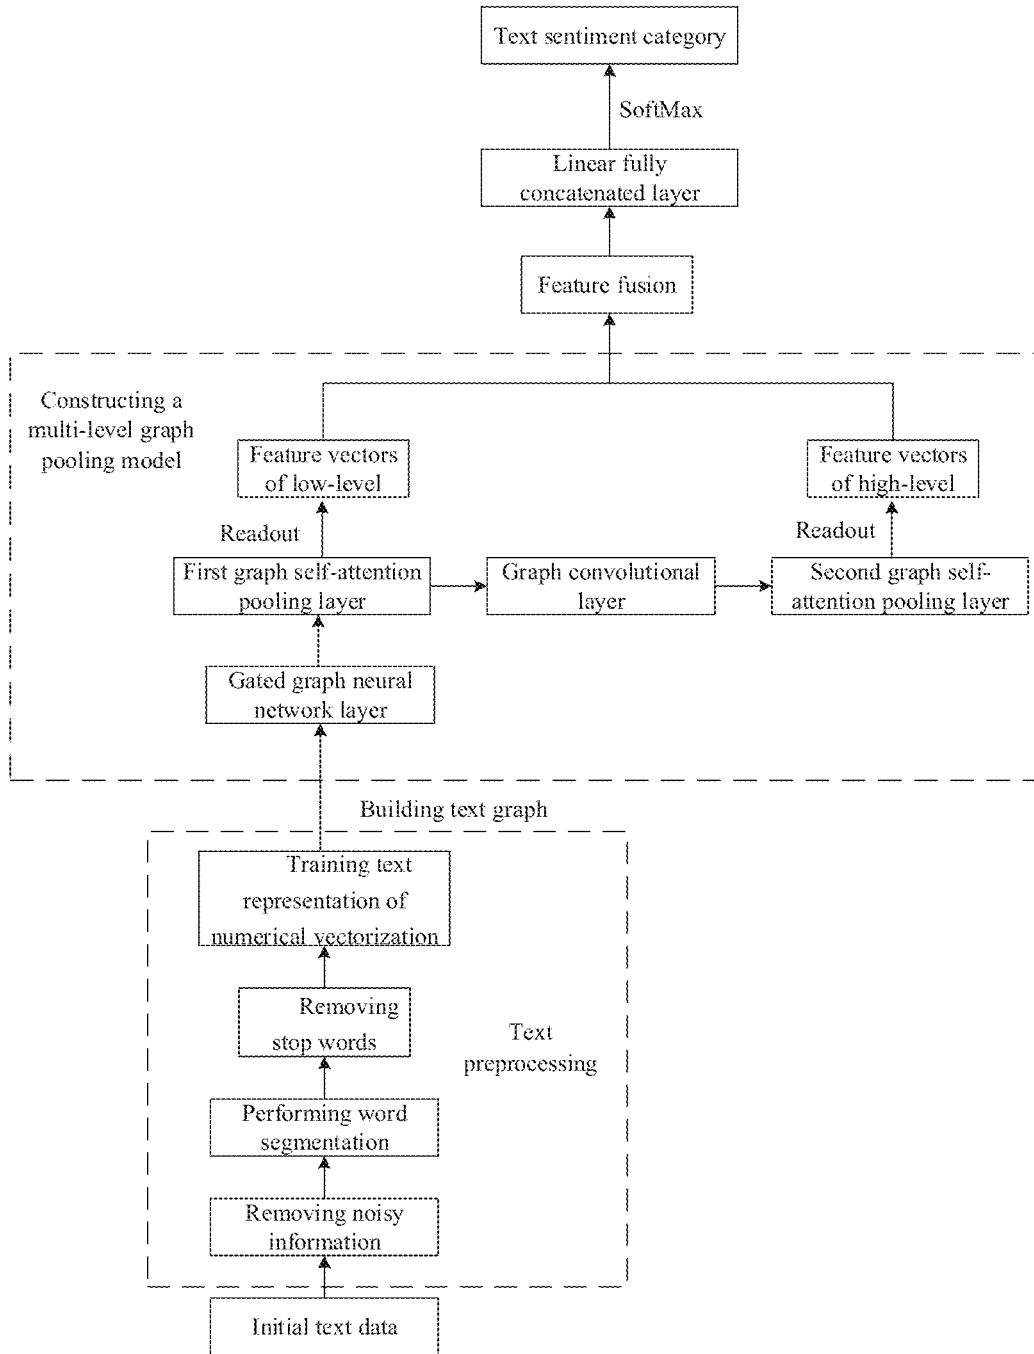 Text sentiment category
SoftMax
Linear fully
concatenated layer
Feature fusion
Constructing a
multi-level graph
pooling model
Feature vectors
of low-level
Feature vectors
of high-level
Readout
Readout
First graph self-attention
pooling layer
Graph convolutional
layer
Second graph self-
attention pooling layer
Gated graph neural
network layer
Building text graph
Training text
representation of
numerical vectorization
Removing
stop words
Text
preprocessing
Performing word
segmentation
Removing noisy
information
Initial text data